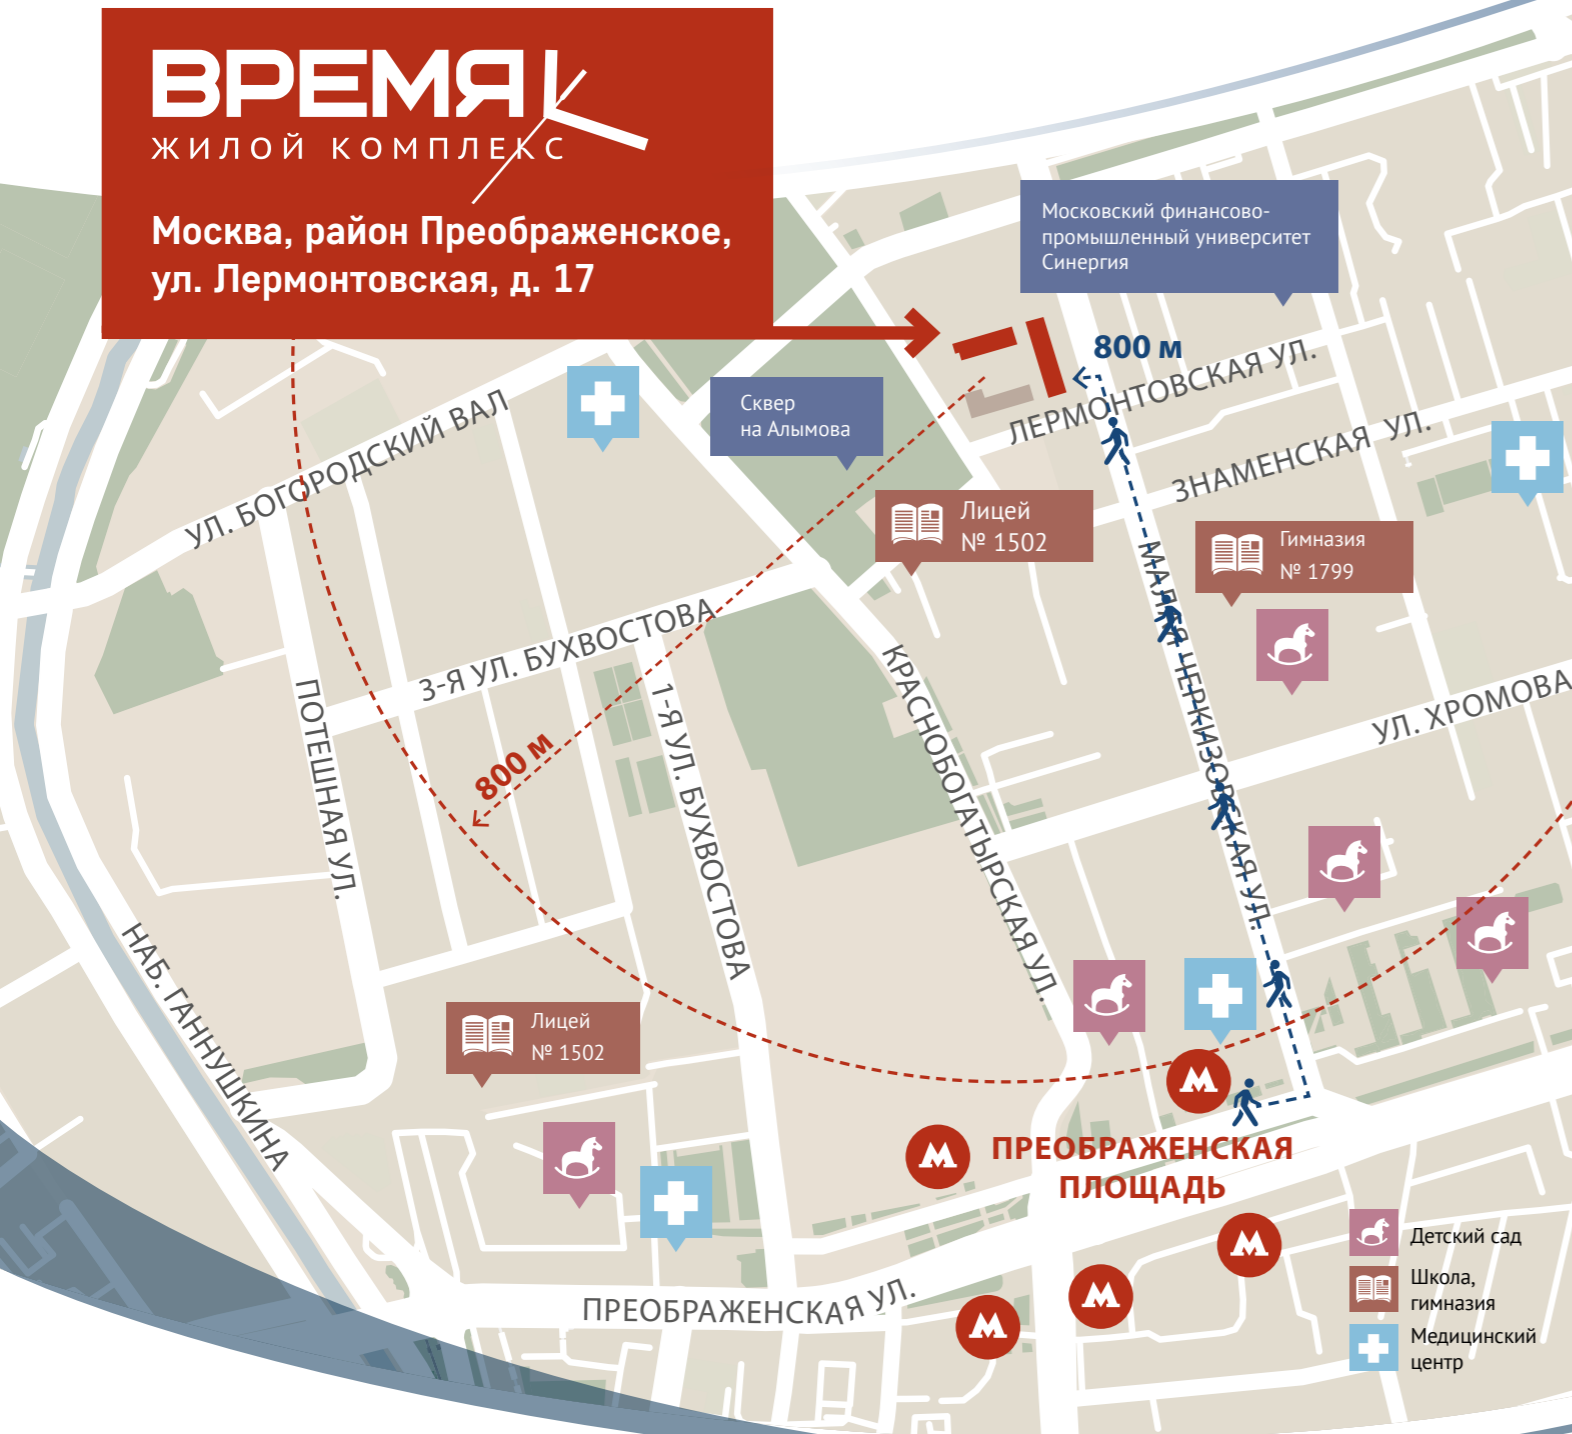 ВРЕМЯ
ЖИЛОЙ КОМПЛЕКС
Москва, район Преображенское,
ул. Лермонтовская, д. 17
Московский финансово-
промышленный университет
Синергия
800 м
ЛЕРМОНТОВСКАЯ УЛ.
Сквер
на Алымова
ЗНАМЕНСКАЯ УЛ.
УЛ. БОГОРОДСКИЙ ВАЛ
Лицей
№ 1502
Гимназия
№ 1799
МАЛАЯ ЧЕРКИЗОВСКАЯ УЛ.
3-Я УЛ. БУХВОСТОВА
КРАСНОБОГАТЫРСКАЯ УЛ.
УЛ. ХРОМОВА
ПОТЕШНАЯ УЛ.
1-Я УЛ. БУХВОСТОВА
800 м
НАБ. ГАННУШКИНА
Лицей
№ 1502
ПРЕОБРАЖЕНСКАЯ
ПЛОЩАДЬ
ПРЕОБРАЖЕНСКАЯ УЛ.
Детский сад
Школа,
гимназия
Медицинский
центр